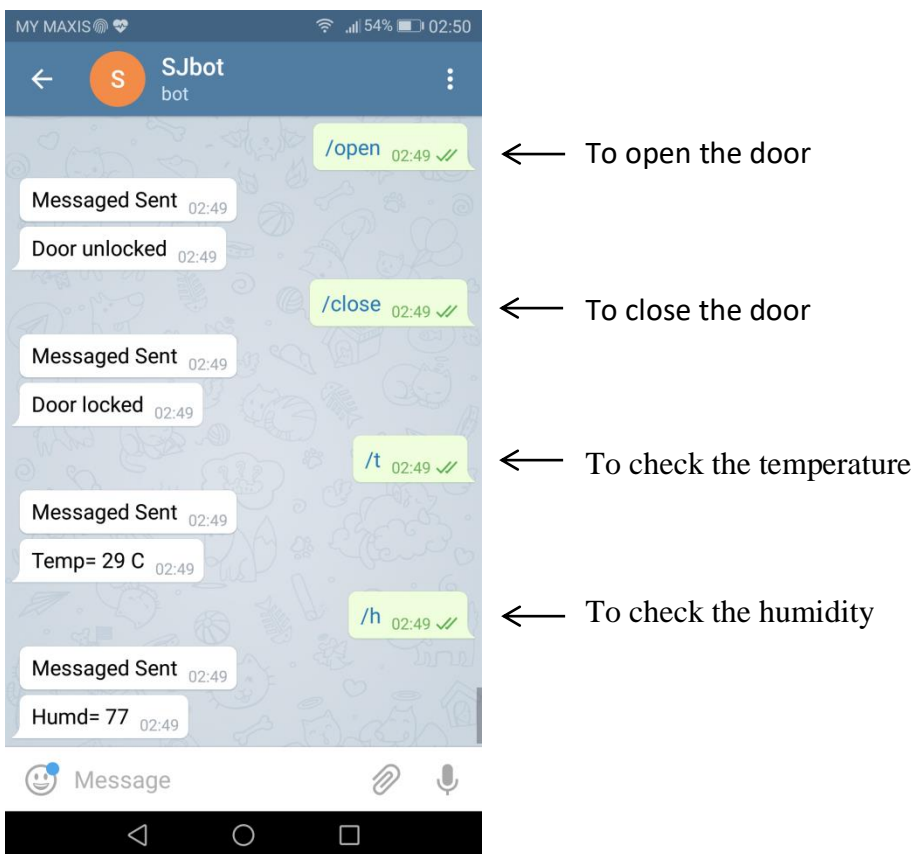 MY MAXIS 54% 02:50
S SJbot
bot
/open 02:49 To open the door
Messaged Sent 02:49
Door unlocked 02:49
/close 02:49 To close the door
Messaged Sent 02:49
Door locked 02:49
/t 02:49 To check the temperature
Messaged Sent 02:49
Temp= 29 C 02:49
/h 02:49 To check the humidity
Messaged Sent 02:49
Humd= 77 02:49
Message